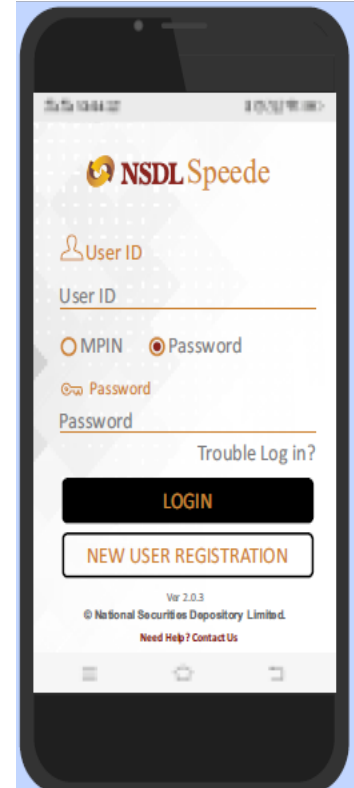 NSDL Speede
User ID
User ID
MPIN Password
Password
Password
Trouble Log in?
LOGIN
NEW USER REGISTRATION
Ver 2.0.3
© National Securities Depository Limited.
Need Help? Contact Us